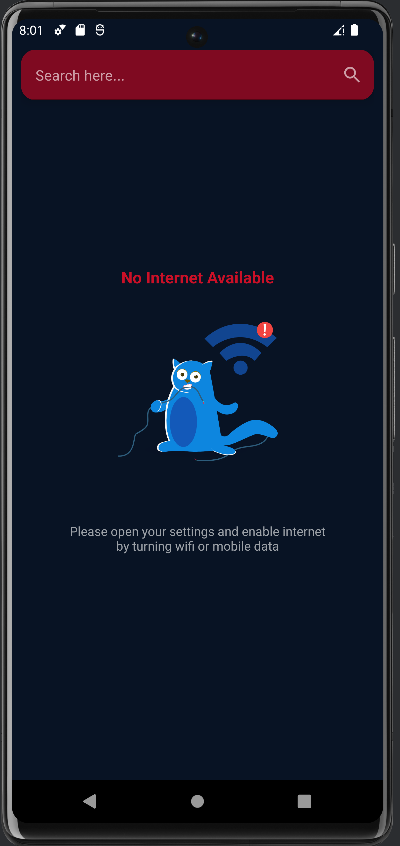 8:01
Search here...
No Internet Available
!
Please open your settings and enable internet
by turning wifi or mobile data